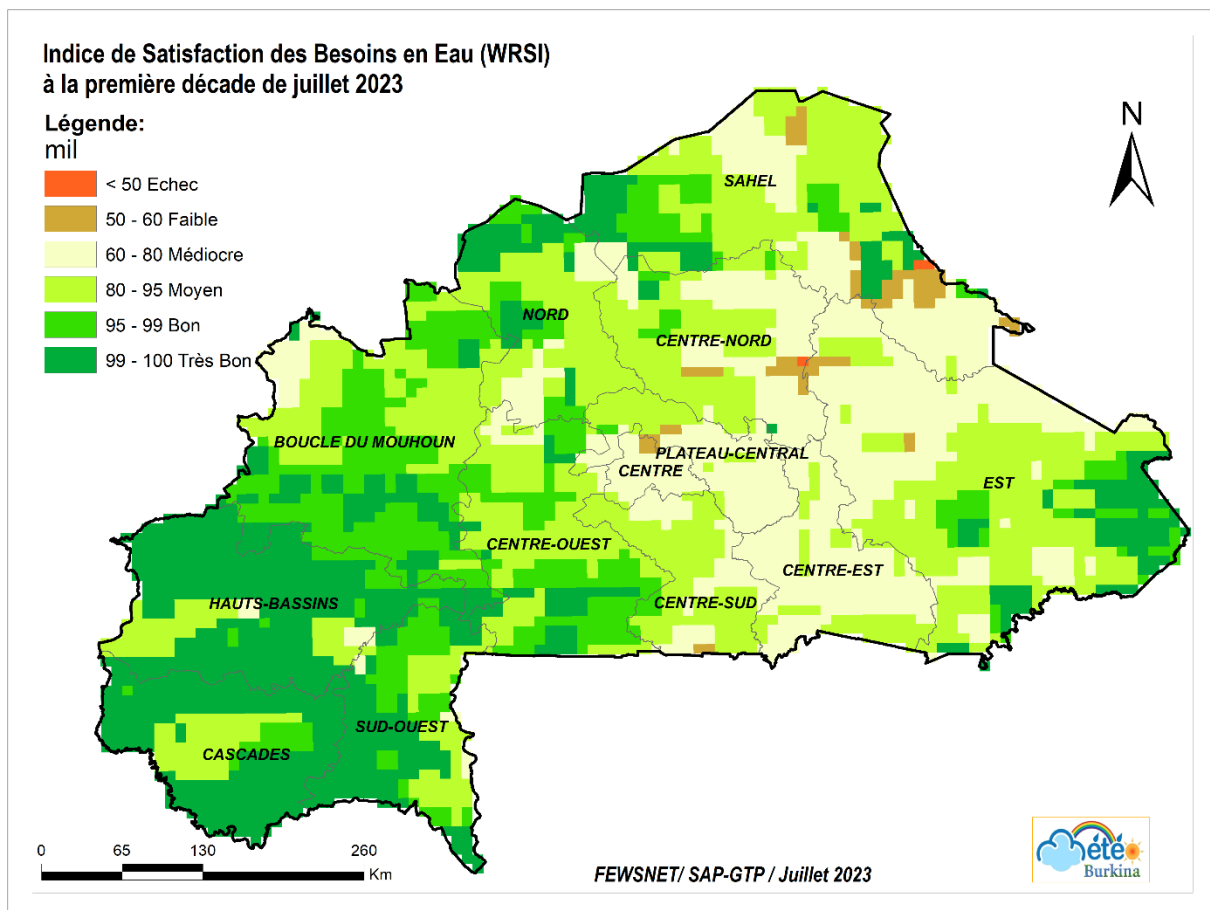 Indice de Satisfaction des Besoins en Eau (WRSI)
à la première décade de juillet 2023
Légende:
mil
< 50 Echec
50 - 60 Faible
60 - 80 Médiocre
80 - 95 Moyen
95 - 99 Bon
99 - 100 Très Bon
N
SAHEL
NORD
CENTRE-NORD
BOUCLE DU MOUHOUN
PLATEAU-CENTRAL
CENTRE
EST
CENTRE-OUEST
CENTRE-EST
HAUTS-BASSINS
CENTRE-SUD
SUD-OUEST
CASCADES
0 65 130 260
Km
FEWSNET/ SAP-GTP / Juillet 2023
Météo
Burkina